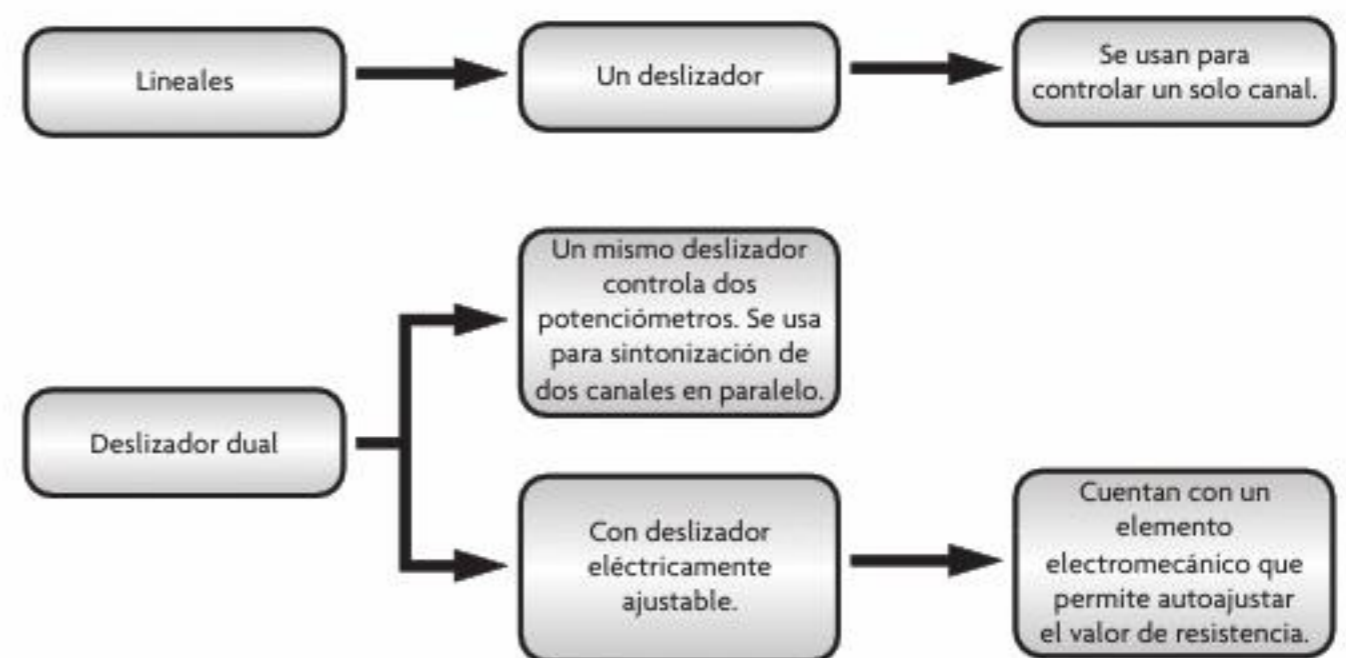 Lineales
Un deslizador
Se usan para
controlar un solo canal.
Un mismo deslizador
controla dos
potenciómetros. Se usa
para sintonización de
dos canales en paralelo.
Deslizador dual
Con deslizador
eléctricamente
ajustable.
Cuentan con un
elemento
electromecánico que
permite autoajustar
el valor de resistencia.